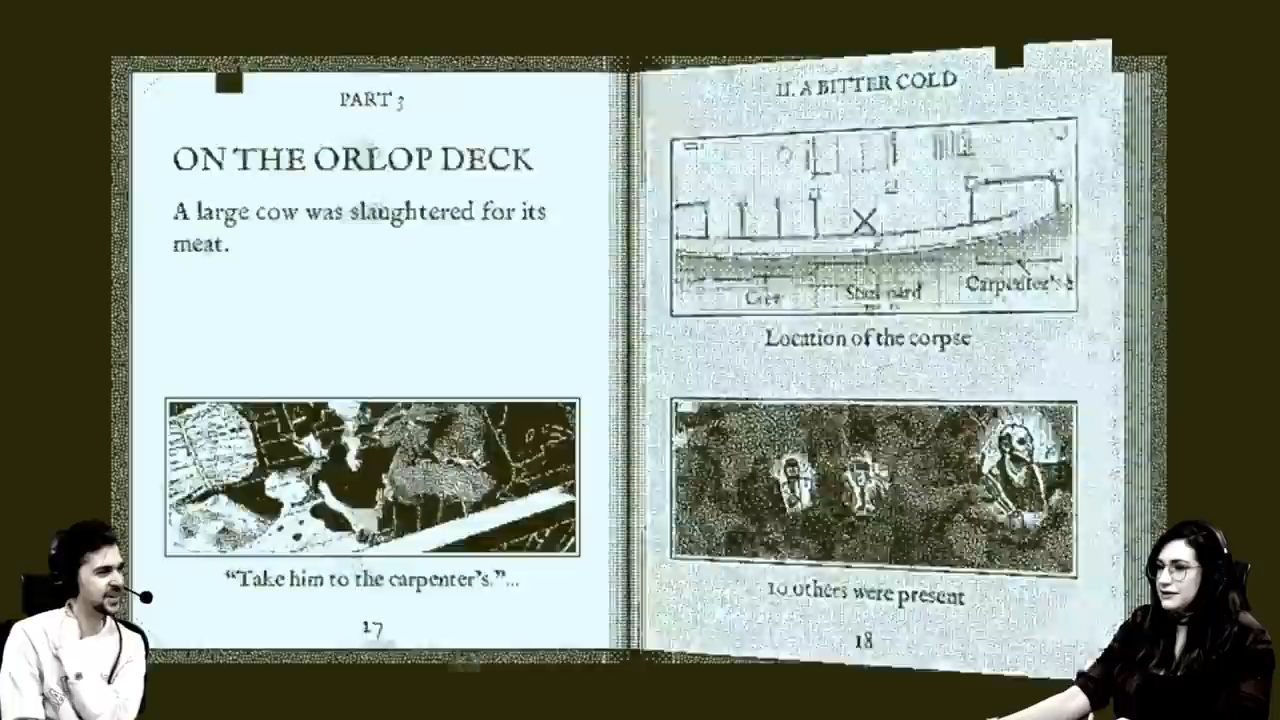 PART 3
ON THE ORLOP DECK
A large cow was slaughtered for its
meat.
"Take him to the carpenter's."...
17
II. A BITTER COLD
Carpenter's
Location of the corpse
10 others were present
18